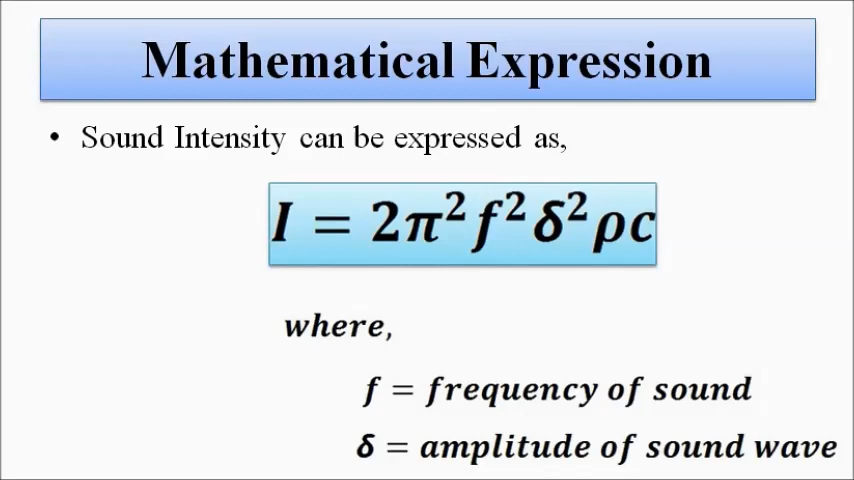 Mathematical Expression
• Sound Intensity can be expressed as,
I = 2π²f²δ²ρc
where,
f = frequency of sound
δ = amplitude of sound wave